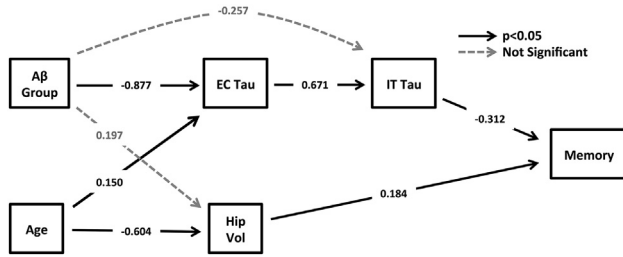 -0.257
p<0.05
Not Significant
Aβ
Group
-0.877
EC Tau
0.671
IT Tau
-0.312
0.197
Memory
0.150
0.184
Age
-0.604
Hip
Vol